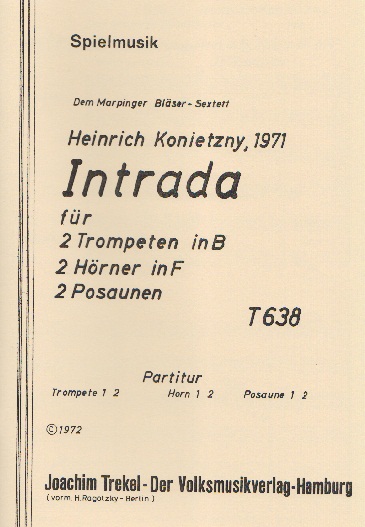 Spielmusik
Dem Marpinger Bläser-Sextett
Heinrich Konietzny, 1971
Intrada
für
2 Trompeten in B
2 Hörner in F
2 Posaunen
T 638
Partitur
Trompete 1 2 Horn 1 2 Posaune 1 2
©1972
Joachim Trekel-Der Volksmusikverlag-Hamburg
(vorm. H. Ragotzky - Berlin)